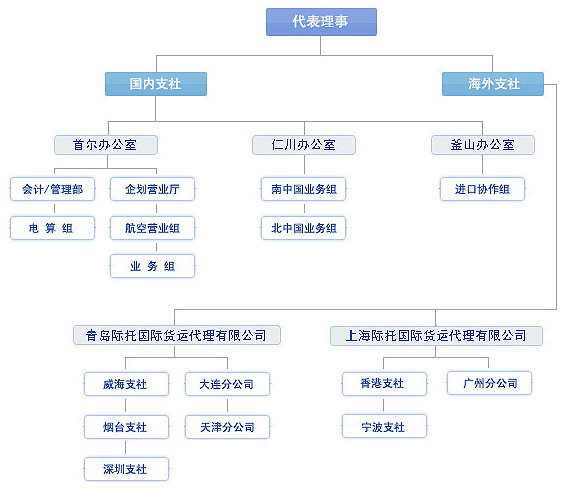 代表理事
国内支社
海外支社
首尔办公室
仁川办公室
釜山办公室
会计/管理部
企划营业厅
南中国业务组
进口协作组
电 算 组
航空营业组
北中国业务组
业 务 组
青岛际托国际货运代理有限公司
上海际托国际货运代理有限公司
威海支社
大连分公司
香港支社
广州分公司
烟台支社
天津分公司
宁波支社
深圳支社